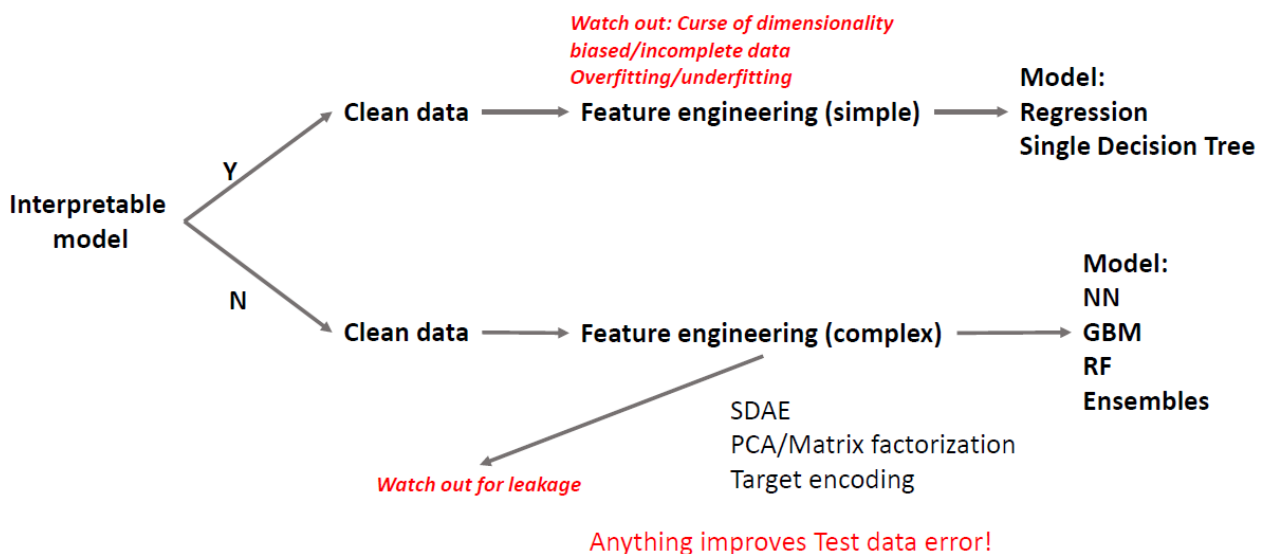 Watch out: Curse of dimensionality
biased/incomplete data
Overfitting/underfitting
Clean data
Feature engineering (simple)
Model:
Regression
Single Decision Tree
Y
Interpretable
model
N
Clean data
Feature engineering (complex)
Model:
NN
GBM
RF
Ensembles
SDAE
PCA/Matrix factorization
Target encoding
Watch out for leakage
Anything improves Test data error!